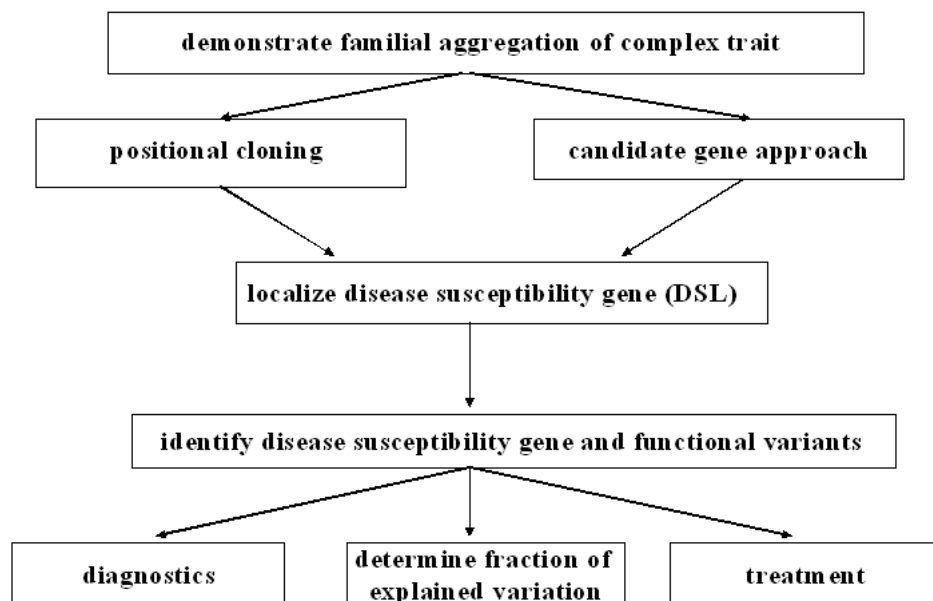 demonstrate familial aggregation of complex trait
positional cloning
candidate gene approach
localize disease susceptibility gene (DSL)
identify disease susceptibility gene and functional variants
diagnostics
determine fraction of
explained variation
treatment